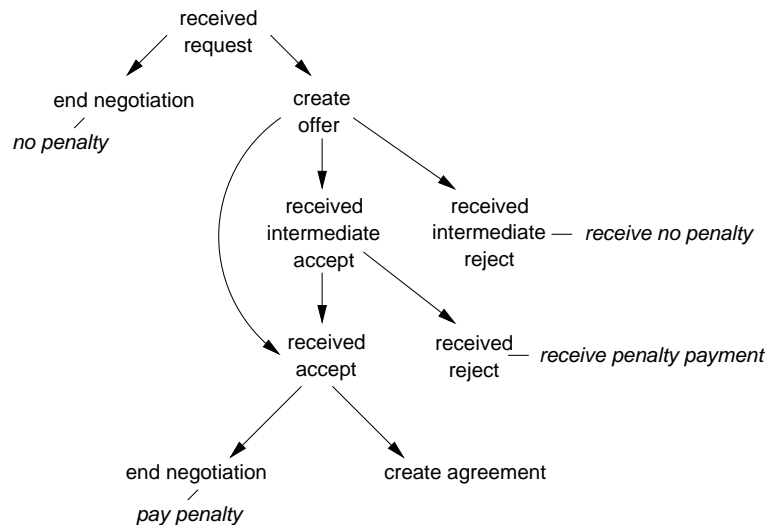 received
request
end negotiation
no penalty
create
offer
received
intermediate
accept
received
intermediate
reject
receive no penalty
received
accept
received
reject
receive penalty payment
end negotiation
pay penalty
create agreement